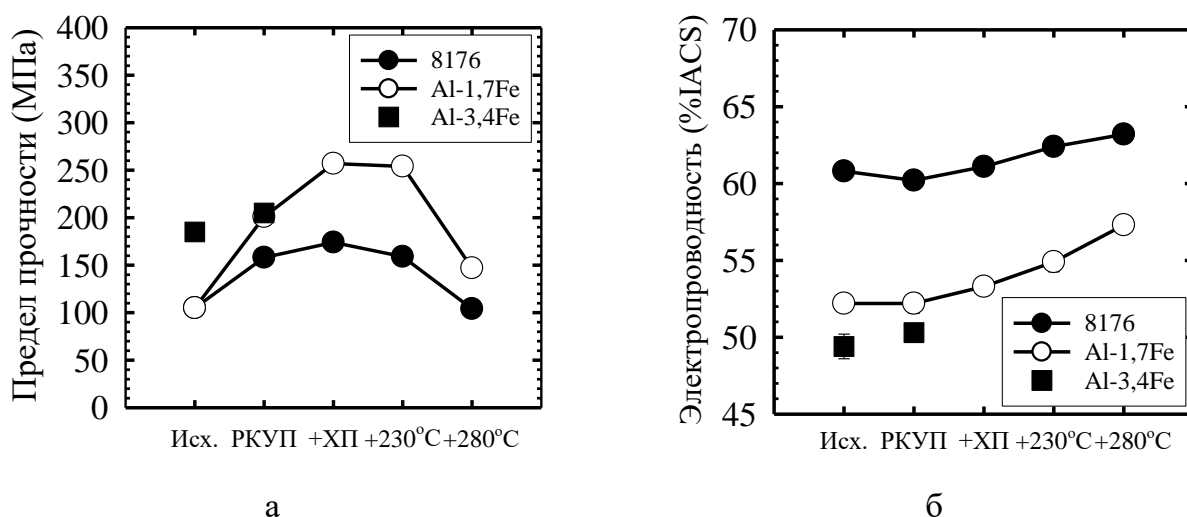 Предел прочности (МПа)
400
350
300
250
200
150
100
50
0
8176
Al-1,7Fe
Al-3,4Fe
Исх. РКУП +ХП +230°C +280°C
а
Электропроводность (%IACS)
70
65
60
55
50
45
8176
Al-1,7Fe
Al-3,4Fe
Исх. РКУП +ХП +230°C +280°C
б